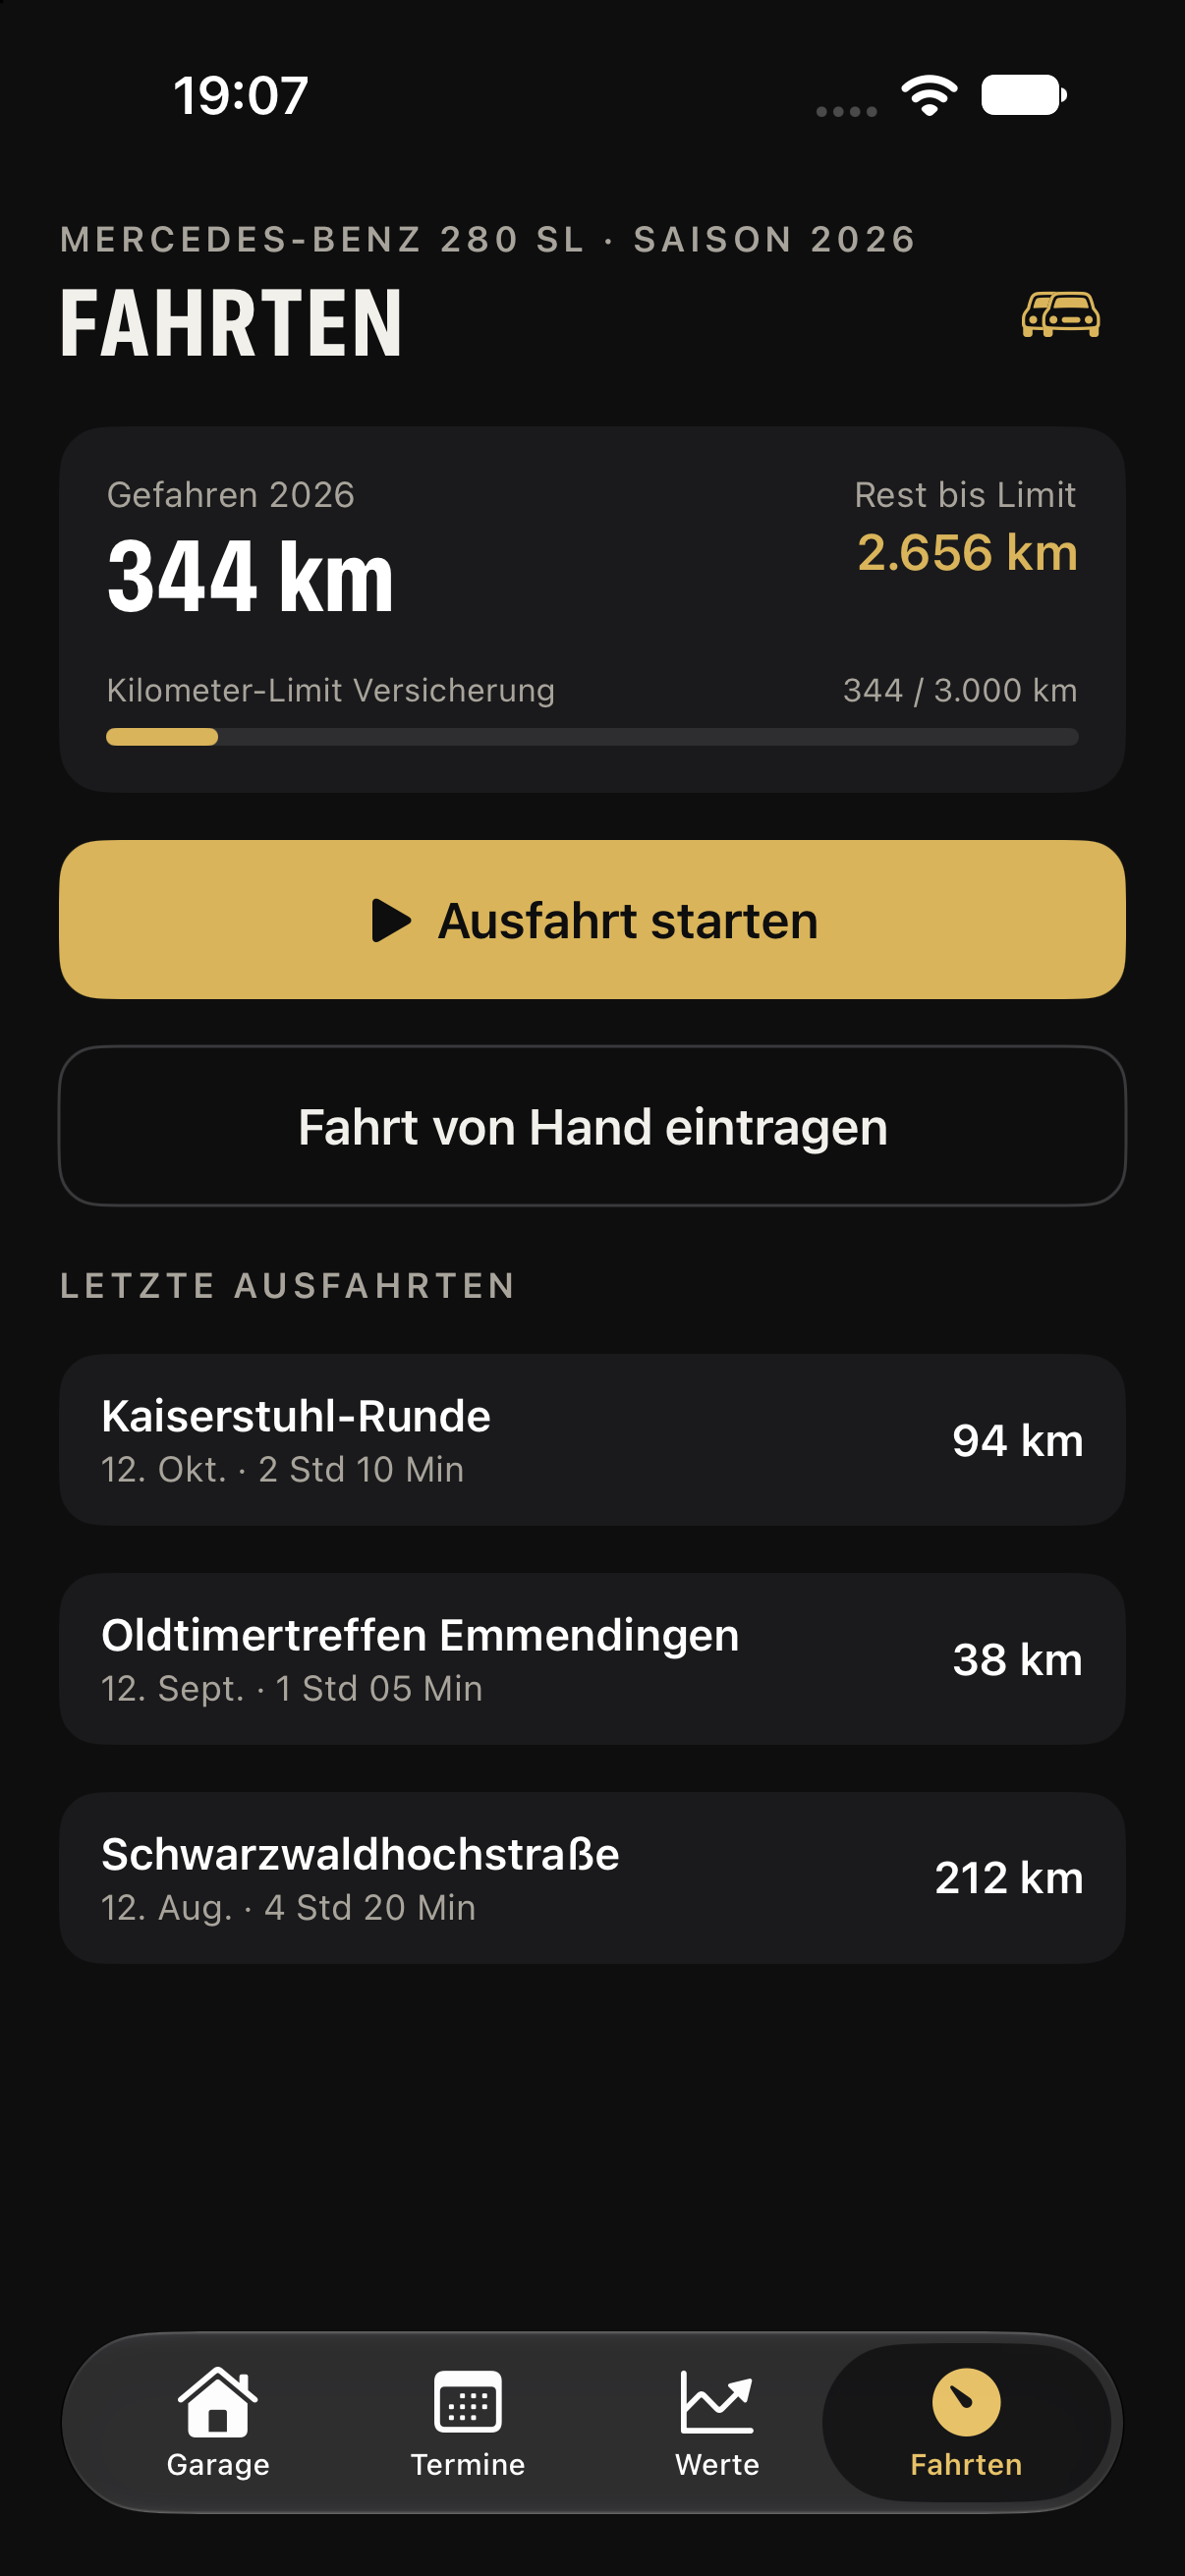 19:07
MERCEDES-BENZ 280 SL · SAISON 2026
FAHRTEN
Gefahren 2026
Rest bis Limit
344 km
2.656 km
Kilometer-Limit Versicherung
344 / 3.000 km
Ausfahrt starten
Fahrt von Hand eintragen
LETZTE AUSFAHRTEN
Kaiserstuhl-Runde
12. Okt. · 2 Std 10 Min
94 km
Oldtimertreffen Emmendingen
12. Sept. · 1 Std 05 Min
38 km
Schwarzwaldhochstraße
12. Aug. · 4 Std 20 Min
212 km
Garage
Termine
Werte
Fahrten